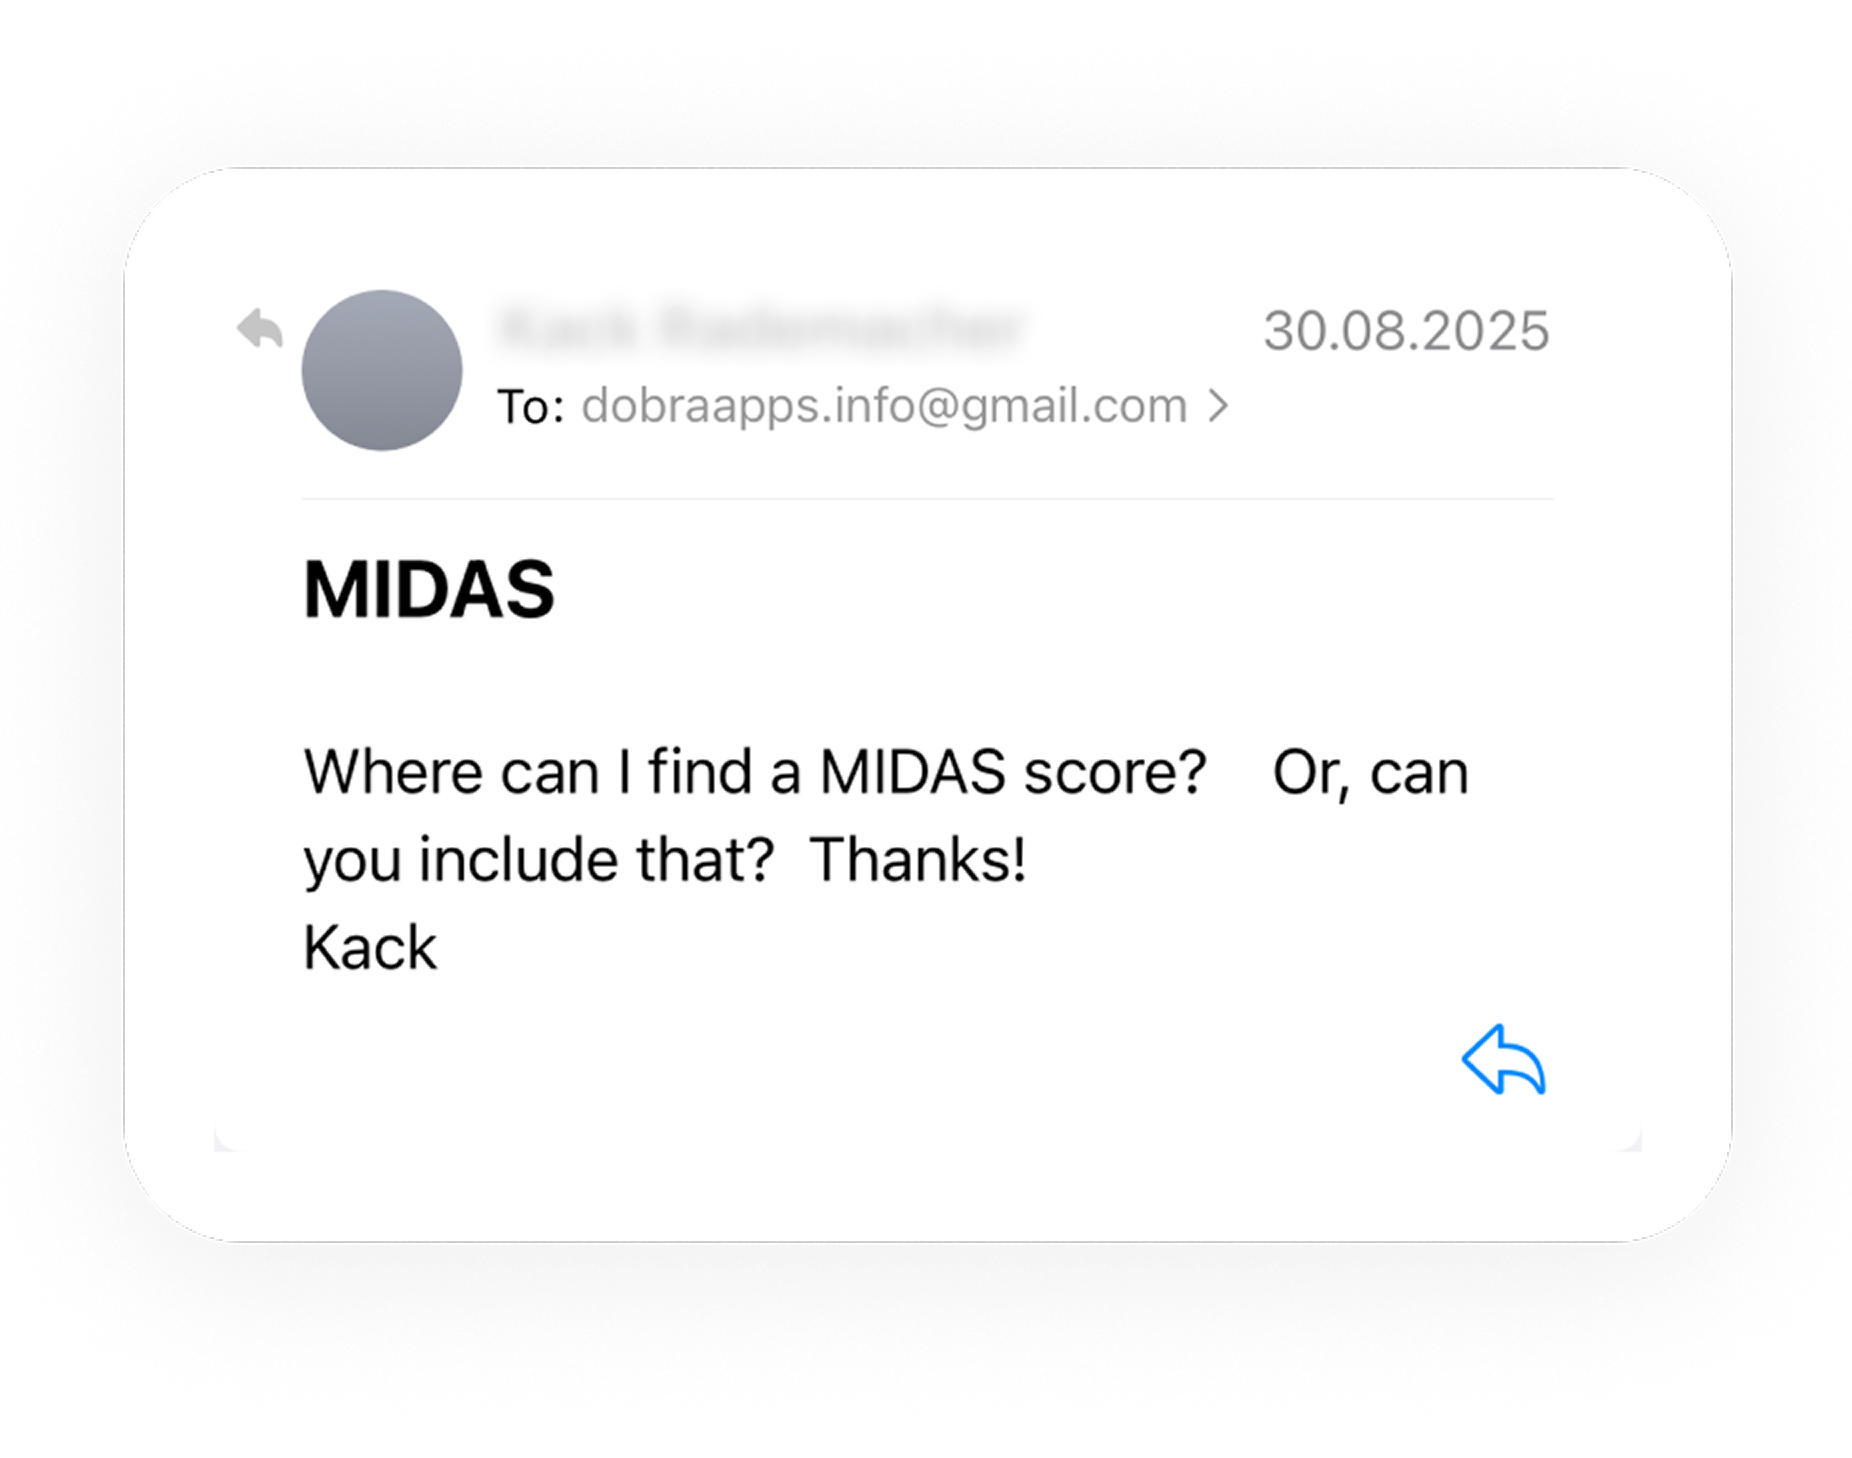 30.08.2025
To: dobraapps.info@gmail.com >
MIDAS
Where can I find a MIDAS score?    Or, can
you include that?  Thanks!
Kack